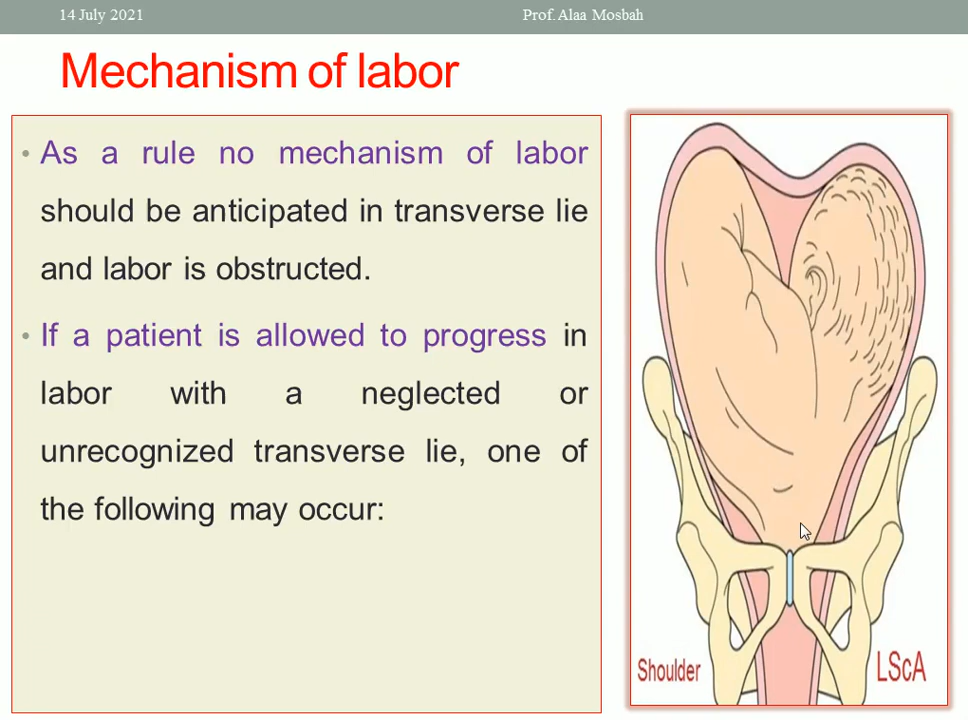 14 July 2021
Prof. Alaa Mosbah
Mechanism of labor
• As a rule no mechanism of labor
should be anticipated in transverse lie
and labor is obstructed.
• If a patient is allowed to progress in
labor with a neglected or
unrecognized transverse lie, one of
the following may occur:
Shoulder
LScA